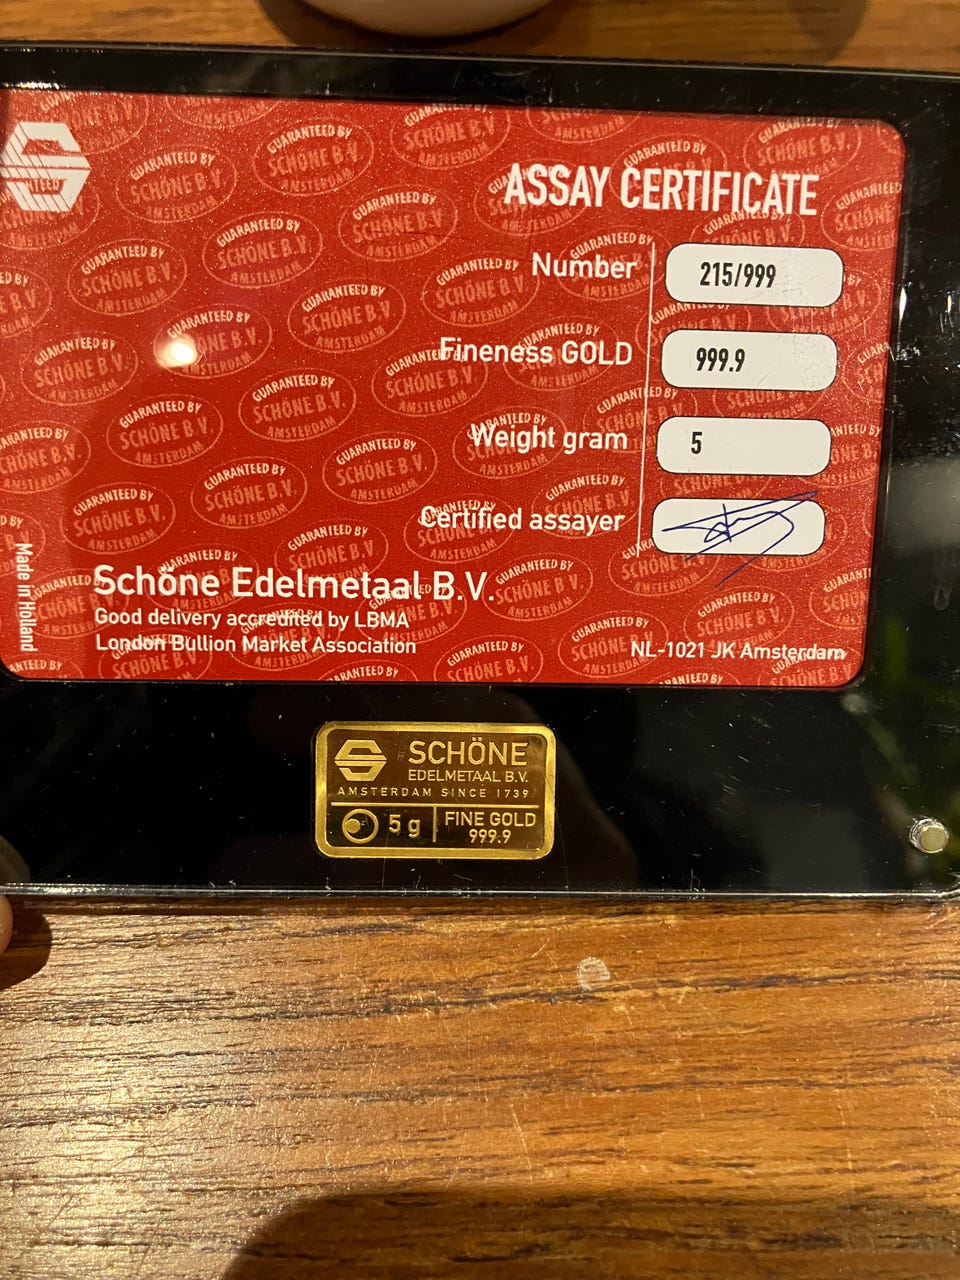 ASSAY CERTIFICATE
Number 215/999
Fineness GOLD 999.9
Weight gram 5
Certified assayer
Schöne Edelmetaal B.V.
Good delivery accredited by LBMA
London Bullion Market Association
NL-1021 JK Amsterdam
Made in Holland
GUARANTEED BY
SCHÖNE B.V.
AMSTERDAM
SCHÖNE
EDELMETAAL B.V.
AMSTERDAM SINCE 1739
5 g
FINE GOLD
999.9